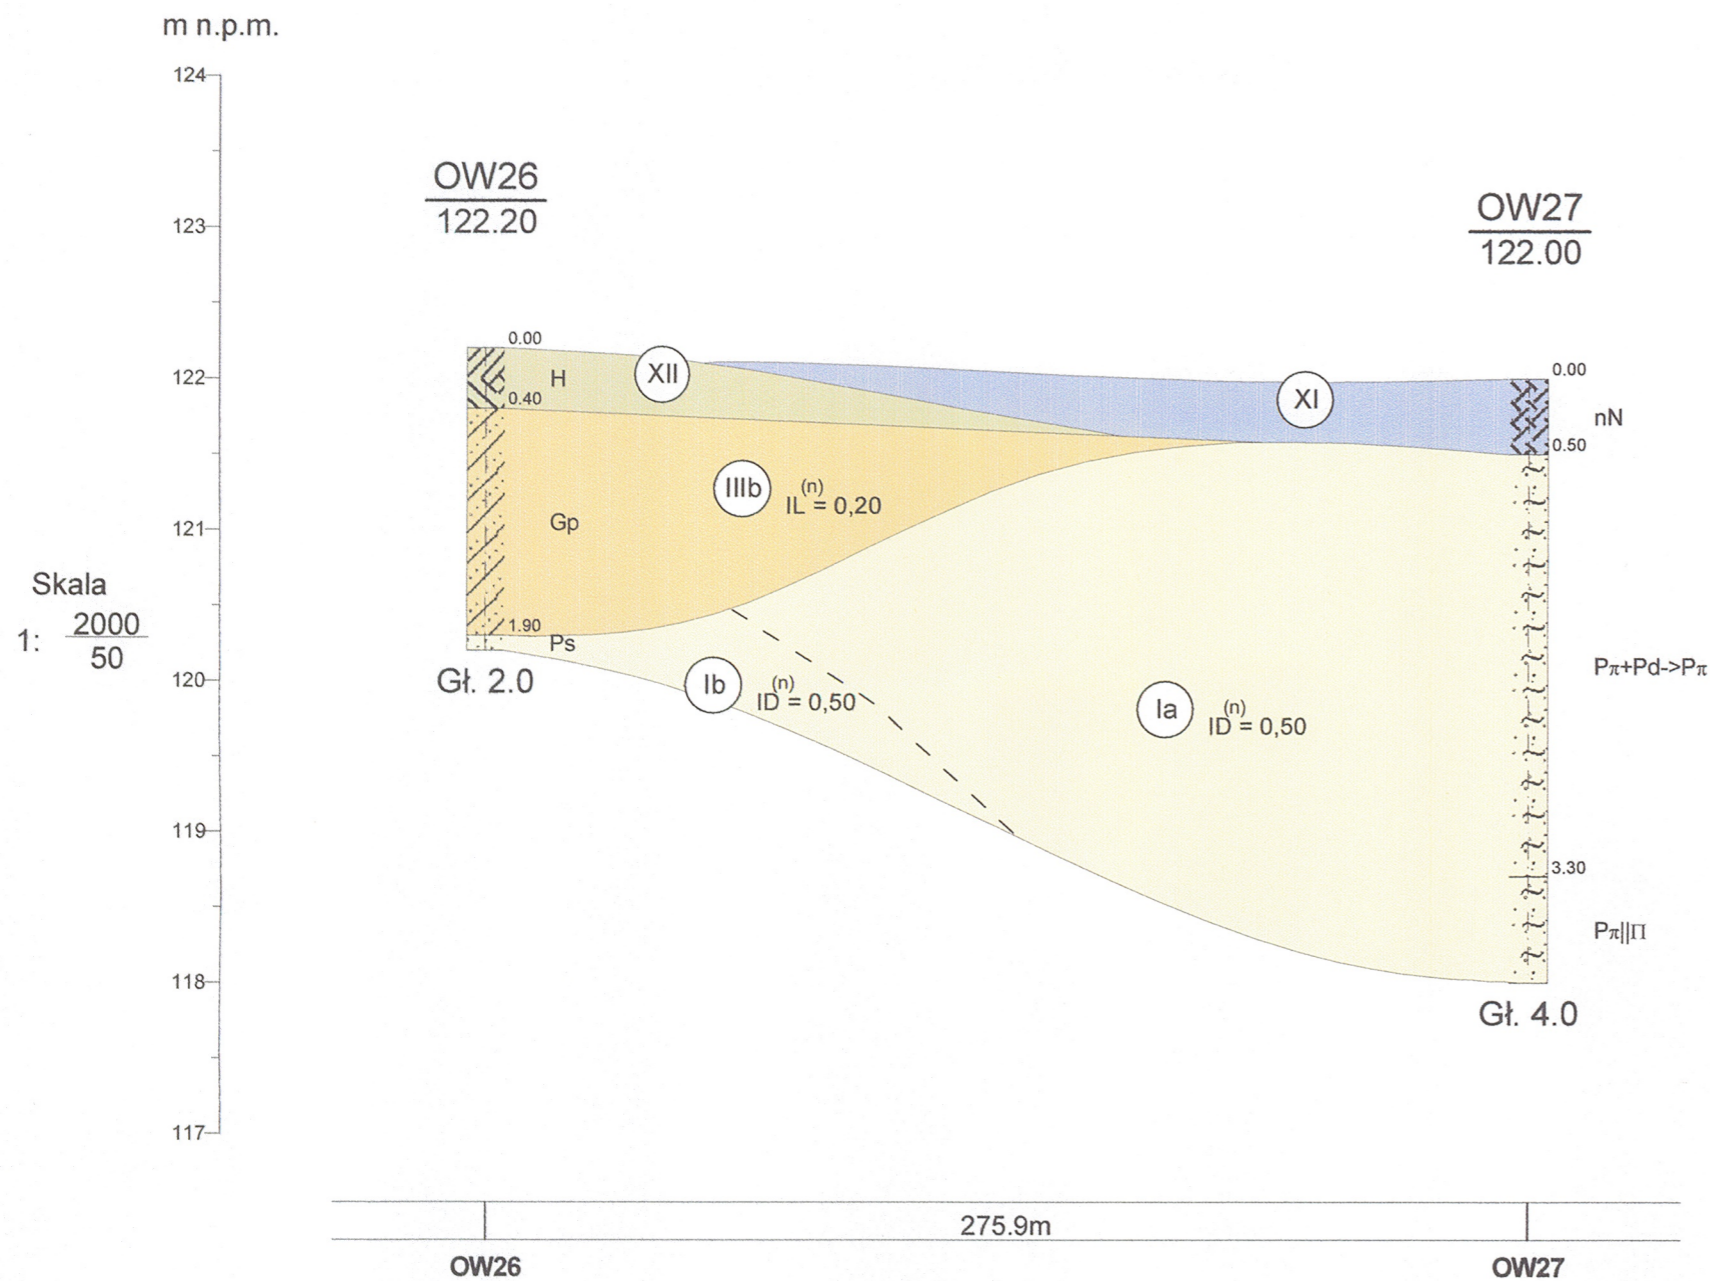 m n.p.m.
124
OW26
122.20
123
OW27
122.00
0.00
122
H
XII
0.00
0.40
XI
nN
0.50
IIIb
(n)
IL = 0,20
121
Gp
Skala
1: 2000
50
1.90
Ps
Pπ+Pd->Pπ
120
Gł. 2.0
Ib
(n)
ID = 0,50
Ia
(n)
ID = 0,50
119
3.30
Pπ||Π
118
Gł. 4.0
117
275.9m
OW26
OW27